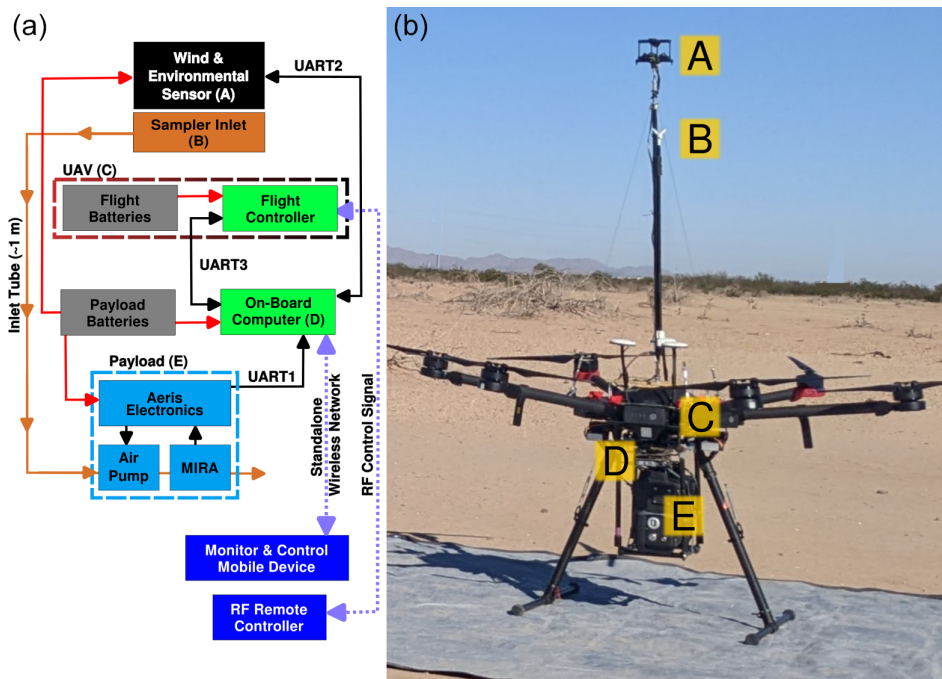 (a)
Wind &
Environmental
Sensor (A)
UART2
Sampler Inlet
(B)
UAV (C)
Flight
Batteries
Flight
Controller
Inlet Tube (~1 m)
UART3
Payload
Batteries
On-Board
Computer (D)
Payload (E)
UART1
Aeris
Electronics
Air
Pump
MIRA
Standalone
Wireless Network
RF Control Signal
Monitor & Control
Mobile Device
RF Remote
Controller
(b)
A
B
C
D
E